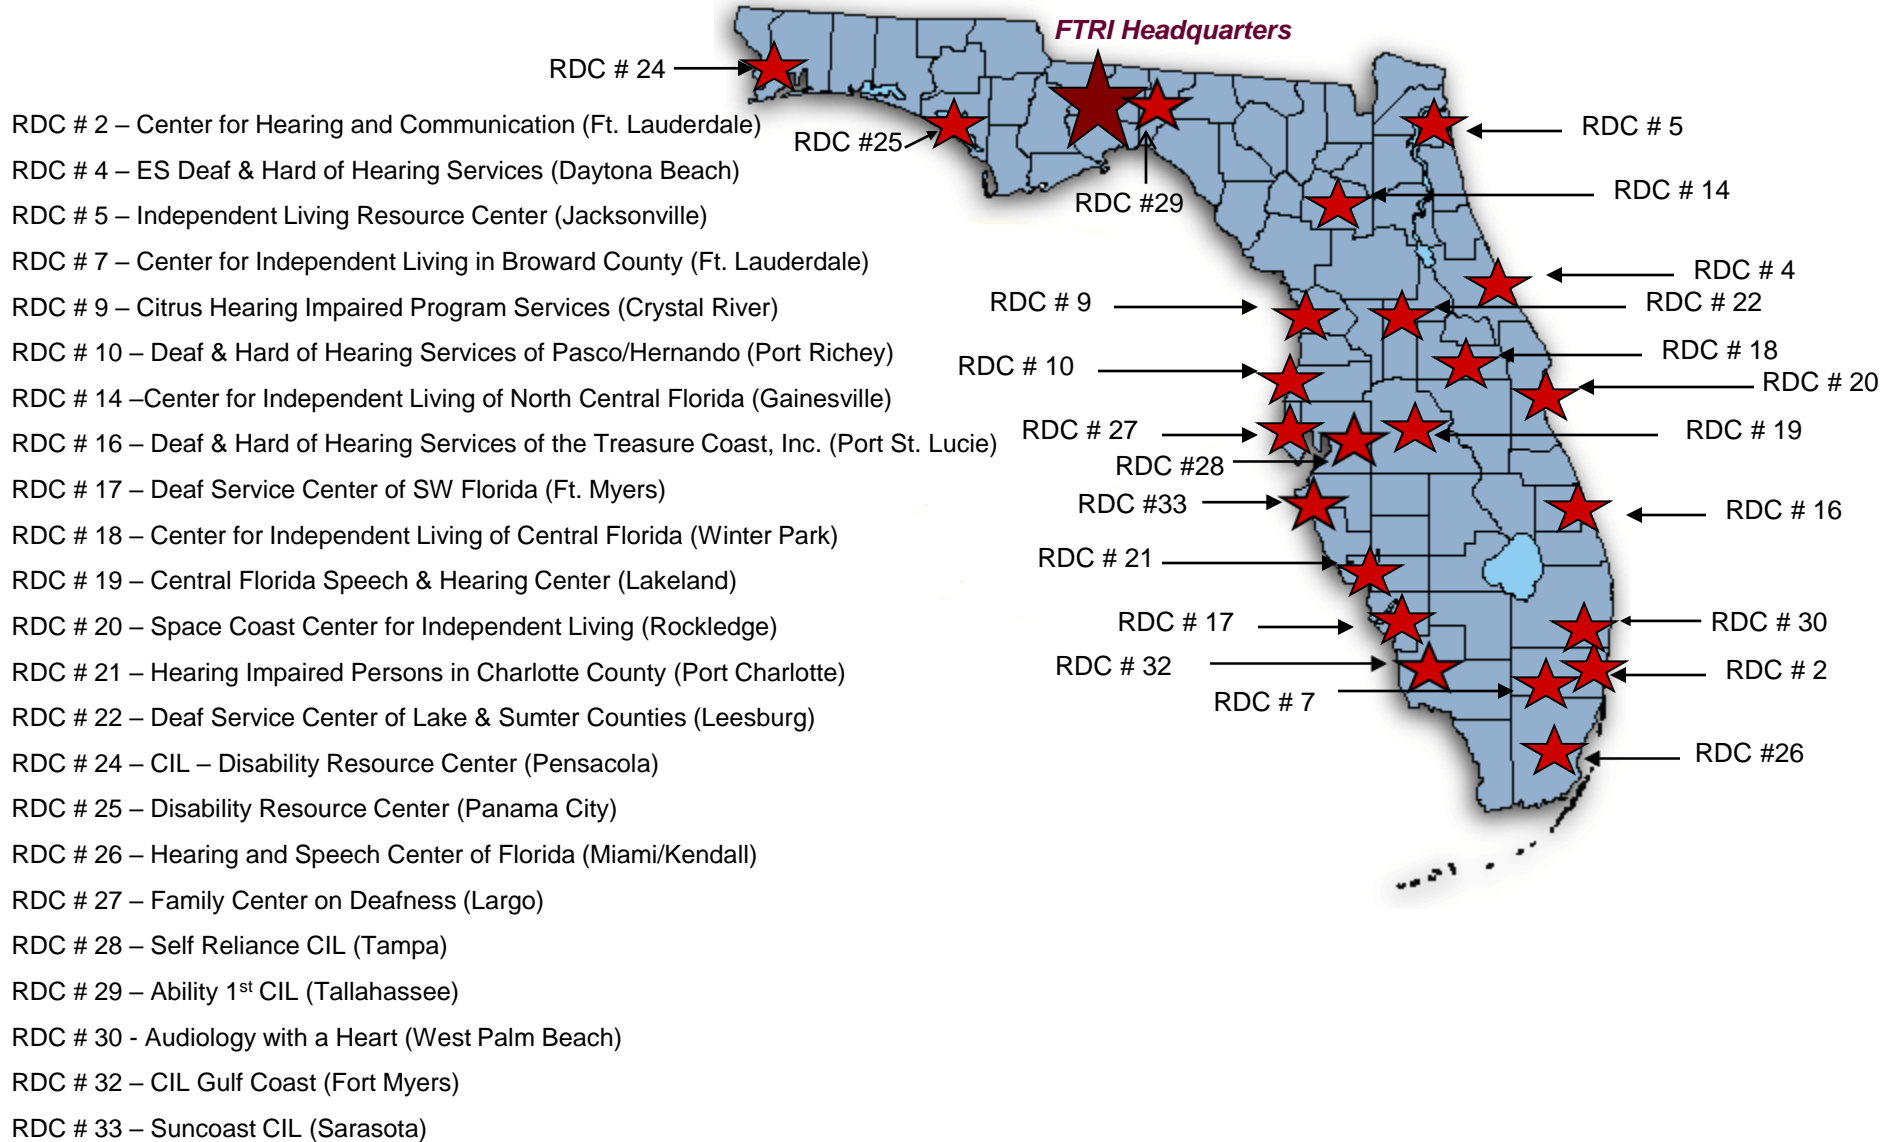 FTRI Headquarters
RDC # 24
RDC # 2 – Center for Hearing and Communication (Ft. Lauderdale)
RDC # 4 – ES Deaf & Hard of Hearing Services (Daytona Beach)
RDC # 5 – Independent Living Resource Center (Jacksonville)
RDC # 7 – Center for Independent Living in Broward County (Ft. Lauderdale)
RDC # 9 – Citrus Hearing Impaired Program Services (Crystal River)
RDC # 10 – Deaf & Hard of Hearing Services of Pasco/Hernando (Port Richey)
RDC # 14 –Center for Independent Living of North Central Florida (Gainesville)
RDC # 16 – Deaf & Hard of Hearing Services of the Treasure Coast, Inc. (Port St. Lucie)
RDC # 17 – Deaf Service Center of SW Florida (Ft. Myers)
RDC # 18 – Center for Independent Living of Central Florida (Winter Park)
RDC # 19 – Central Florida Speech & Hearing Center (Lakeland)
RDC # 20 – Space Coast Center for Independent Living (Rockledge)
RDC # 21 – Hearing Impaired Persons in Charlotte County (Port Charlotte)
RDC # 22 – Deaf Service Center of Lake & Sumter Counties (Leesburg)
RDC # 24 – CIL – Disability Resource Center (Pensacola)
RDC # 25 – Disability Resource Center (Panama City)
RDC # 26 – Hearing and Speech Center of Florida (Miami/Kendall)
RDC # 27 – Family Center on Deafness (Largo)
RDC # 28 – Self Reliance CIL (Tampa)
RDC # 29 – Ability 1st CIL (Tallahassee)
RDC # 30 - Audiology with a Heart (West Palm Beach)
RDC # 32 – CIL Gulf Coast (Fort Myers)
RDC # 33 – Suncoast CIL (Sarasota)
RDC #25
RDC #29
RDC # 5
RDC # 14
RDC # 4
RDC # 9
RDC # 22
RDC # 18
RDC # 10
RDC # 20
RDC # 27
RDC # 19
RDC #28
RDC #33
RDC # 16
RDC # 21
RDC # 17
RDC # 30
RDC # 32
RDC # 2
RDC # 7
RDC #26